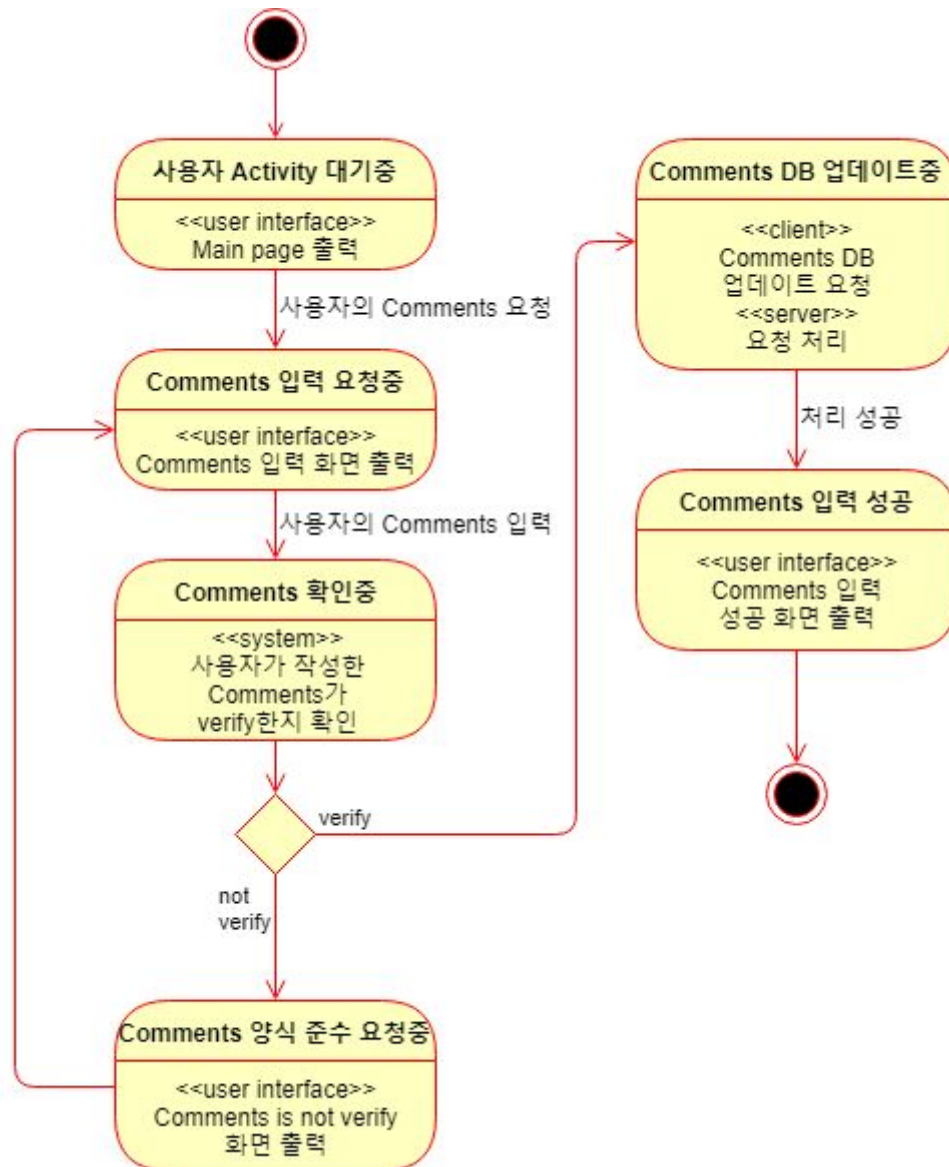 사용자 Activity 대기중
<<user interface>>
Main page 출력
사용자의 Comments 요청
Comments 입력 요청중
<<user interface>>
Comments 입력 화면 출력
사용자의 Comments 입력
Comments 확인중
<<system>>
사용자가 작성한
Comments가
verify한지 확인
verify
not
verify
Comments 양식 준수 요청중
<<user interface>>
Comments is not verify
화면 출력
Comments DB 업데이트중
<<client>>
Comments DB
업데이트 요청
<<server>>
요청 처리
처리 성공
Comments 입력 성공
<<user interface>>
Comments 입력
성공 화면 출력